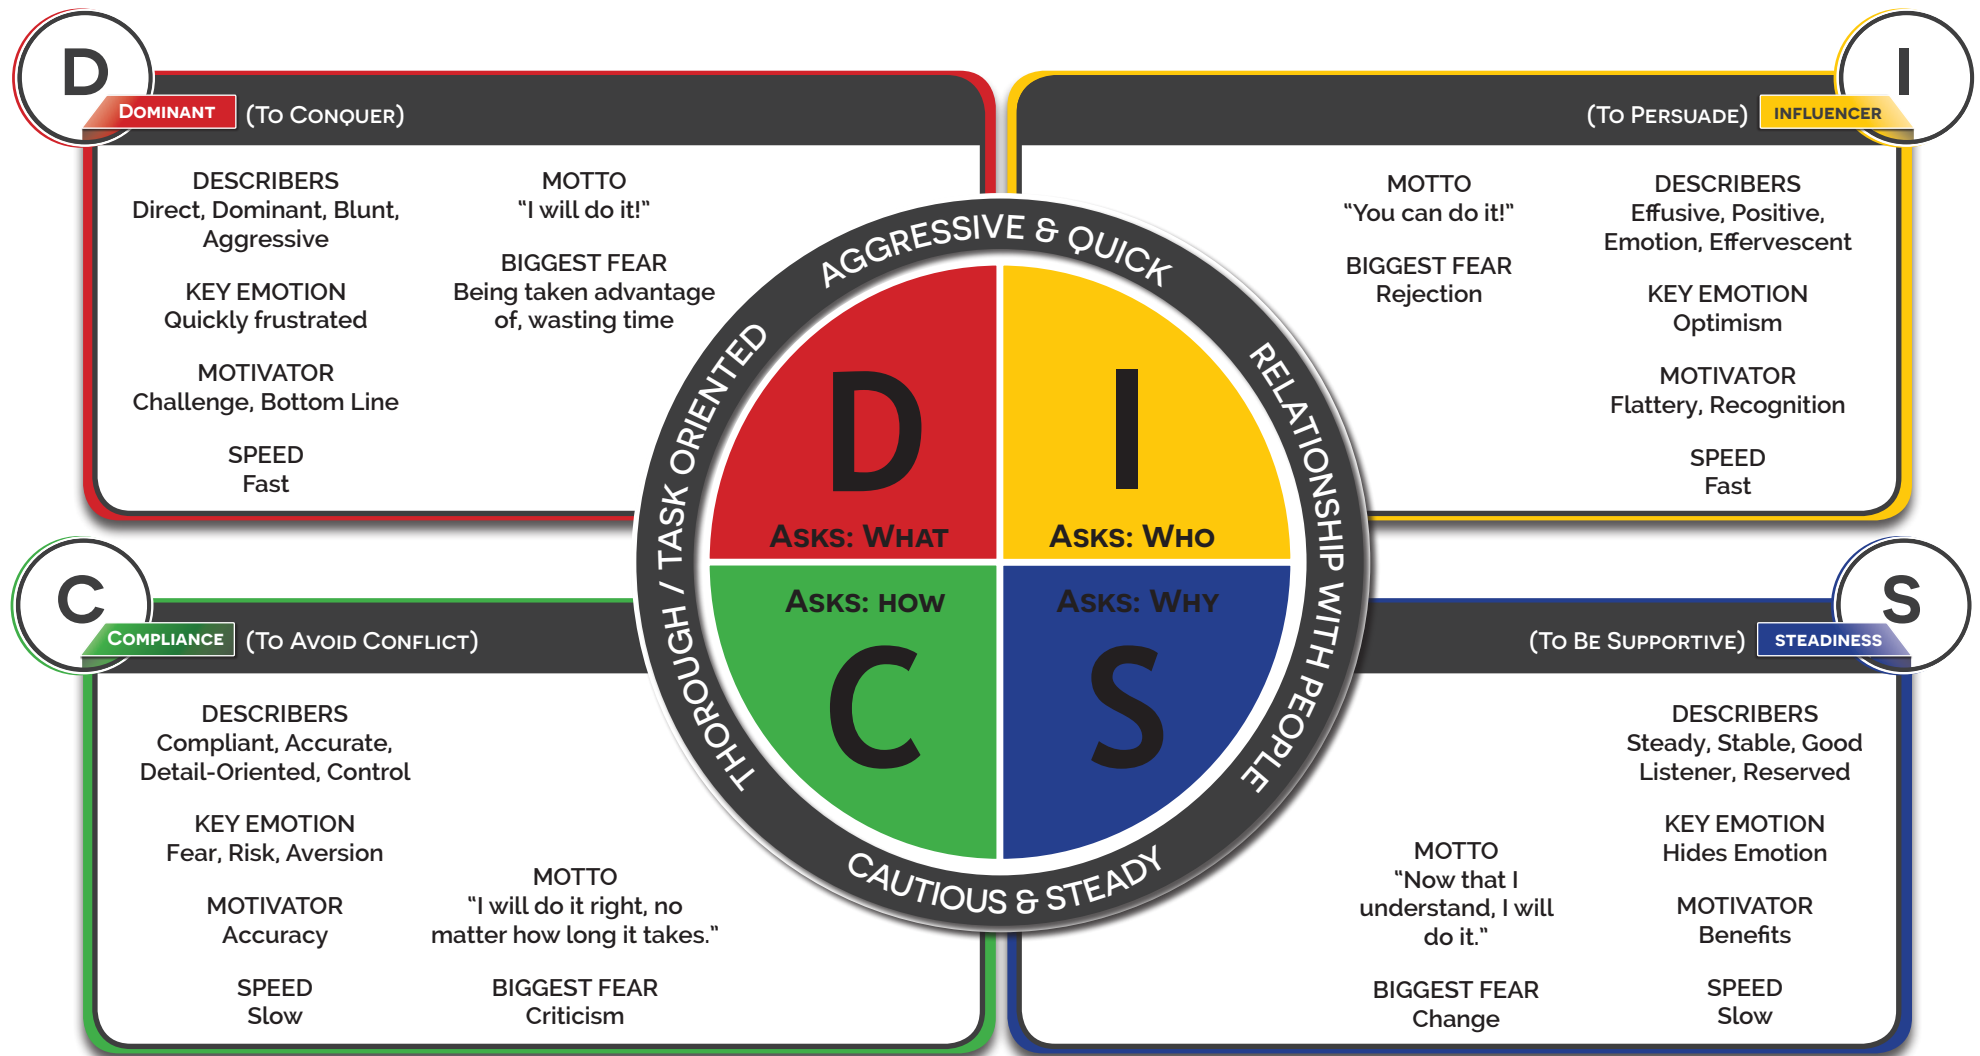 D
DOMINANT
(TO CONQUER)
DESCRIBERS
Direct, Dominant, Blunt,
Aggressive
KEY EMOTION
Quickly frustrated
MOTIVATOR
Challenge, Bottom Line
SPEED
Fast
MOTTO
“I will do it!”
BIGGEST FEAR
Being taken advantage
of, wasting time
I
(TO PERSUADE)
INFLUENCER
MOTTO
“You can do it!”
BIGGEST FEAR
Rejection
DESCRIBERS
Effusive, Positive,
Emotion, Effervescent
KEY EMOTION
Optimism
MOTIVATOR
Flattery, Recognition
SPEED
Fast
AGGRESSIVE & QUICK
THOROUGH / TASK ORIENTED
RELATIONSHIP WITH PEOPLE
CAUTIOUS & STEADY
D
ASKS: WHAT
I
ASKS: WHO
ASKS: HOW
C
ASKS: WHY
S
C
COMPLIANCE
(TO AVOID CONFLICT)
DESCRIBERS
Compliant, Accurate,
Detail-Oriented, Control
KEY EMOTION
Fear, Risk, Aversion
MOTIVATOR
Accuracy
SPEED
Slow
MOTTO
“I will do it right, no
matter how long it takes.”
BIGGEST FEAR
Criticism
S
(TO BE SUPPORTIVE)
STEADINESS
MOTTO
“Now that I
understand, I will
do it.”
BIGGEST FEAR
Change
DESCRIBERS
Steady, Stable, Good
Listener, Reserved
KEY EMOTION
Hides Emotion
MOTIVATOR
Benefits
SPEED
Slow